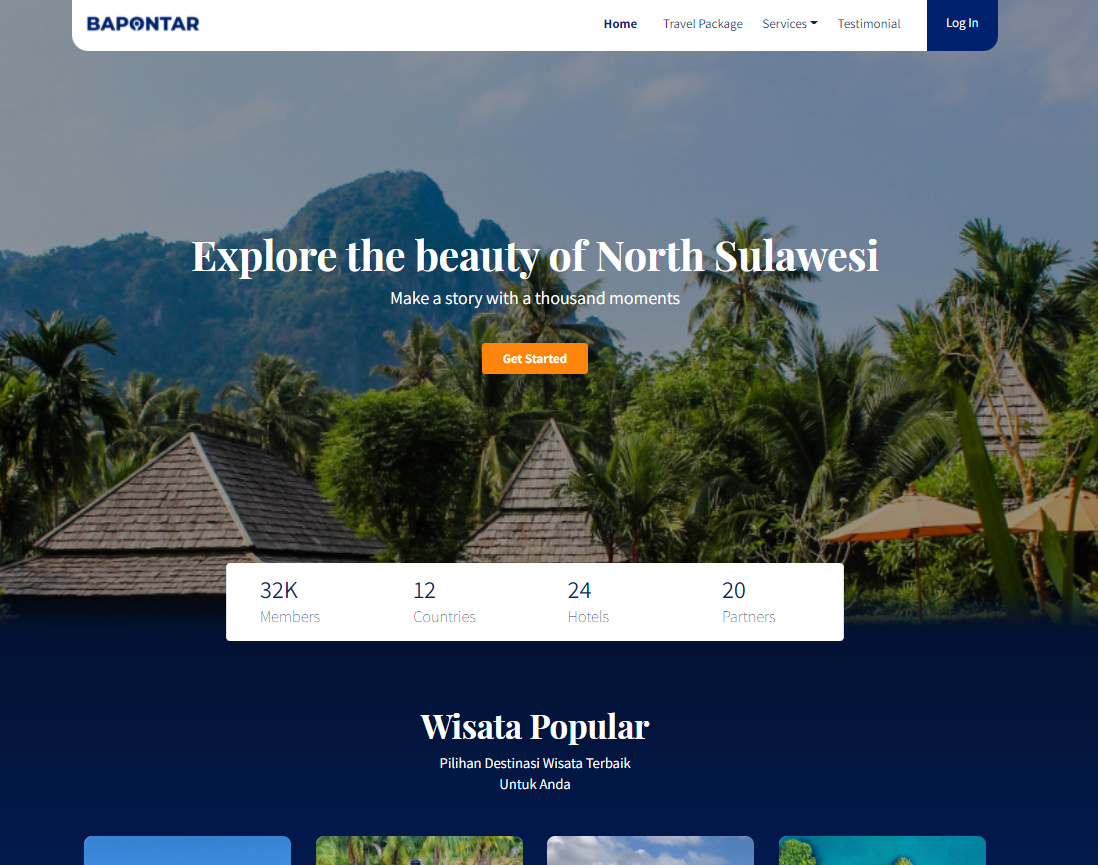 BAPONTAR
Home
Travel Package
Services
Testimonial
Log In
Explore the beauty of North Sulawesi
Make a story with a thousand moments
Get Started
32K
Members
12
Countries
24
Hotels
20
Partners
Wisata Popular
Pilihan Destinasi Wisata Terbaik
Untuk Anda